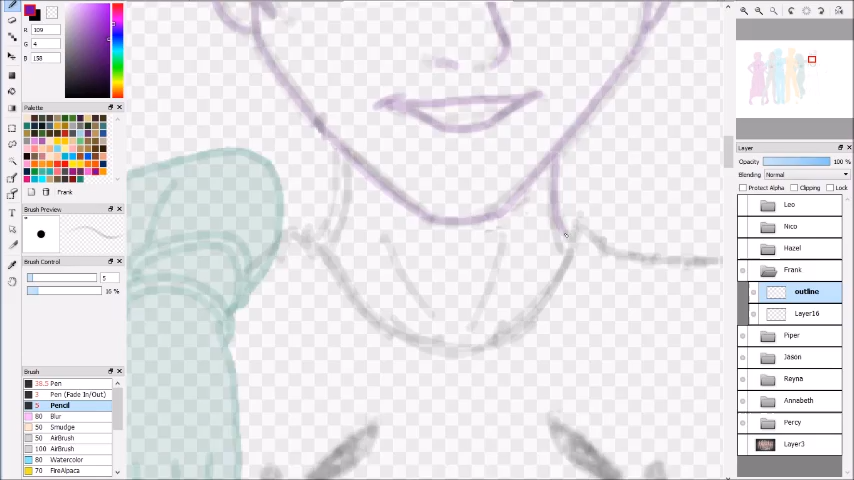 R 109
G 4
B 158
Palette
Frank
Brush Preview
Brush Control
5
16 %
Brush
38.5 Pen
3 Pen (Fade In/Out)
5 Pencil
80 Blur
50 Smudge
50 AirBrush
100 AirBrush
80 Watercolor
70 FireAlpaca
Layer
Opacity 100 %
Blending Normal
Protect Alpha Clipping Lock
Leo
Nico
Hazel
Frank
outline
Layer16
Piper
Jason
Reyna
Annabeth
Percy
Layer3